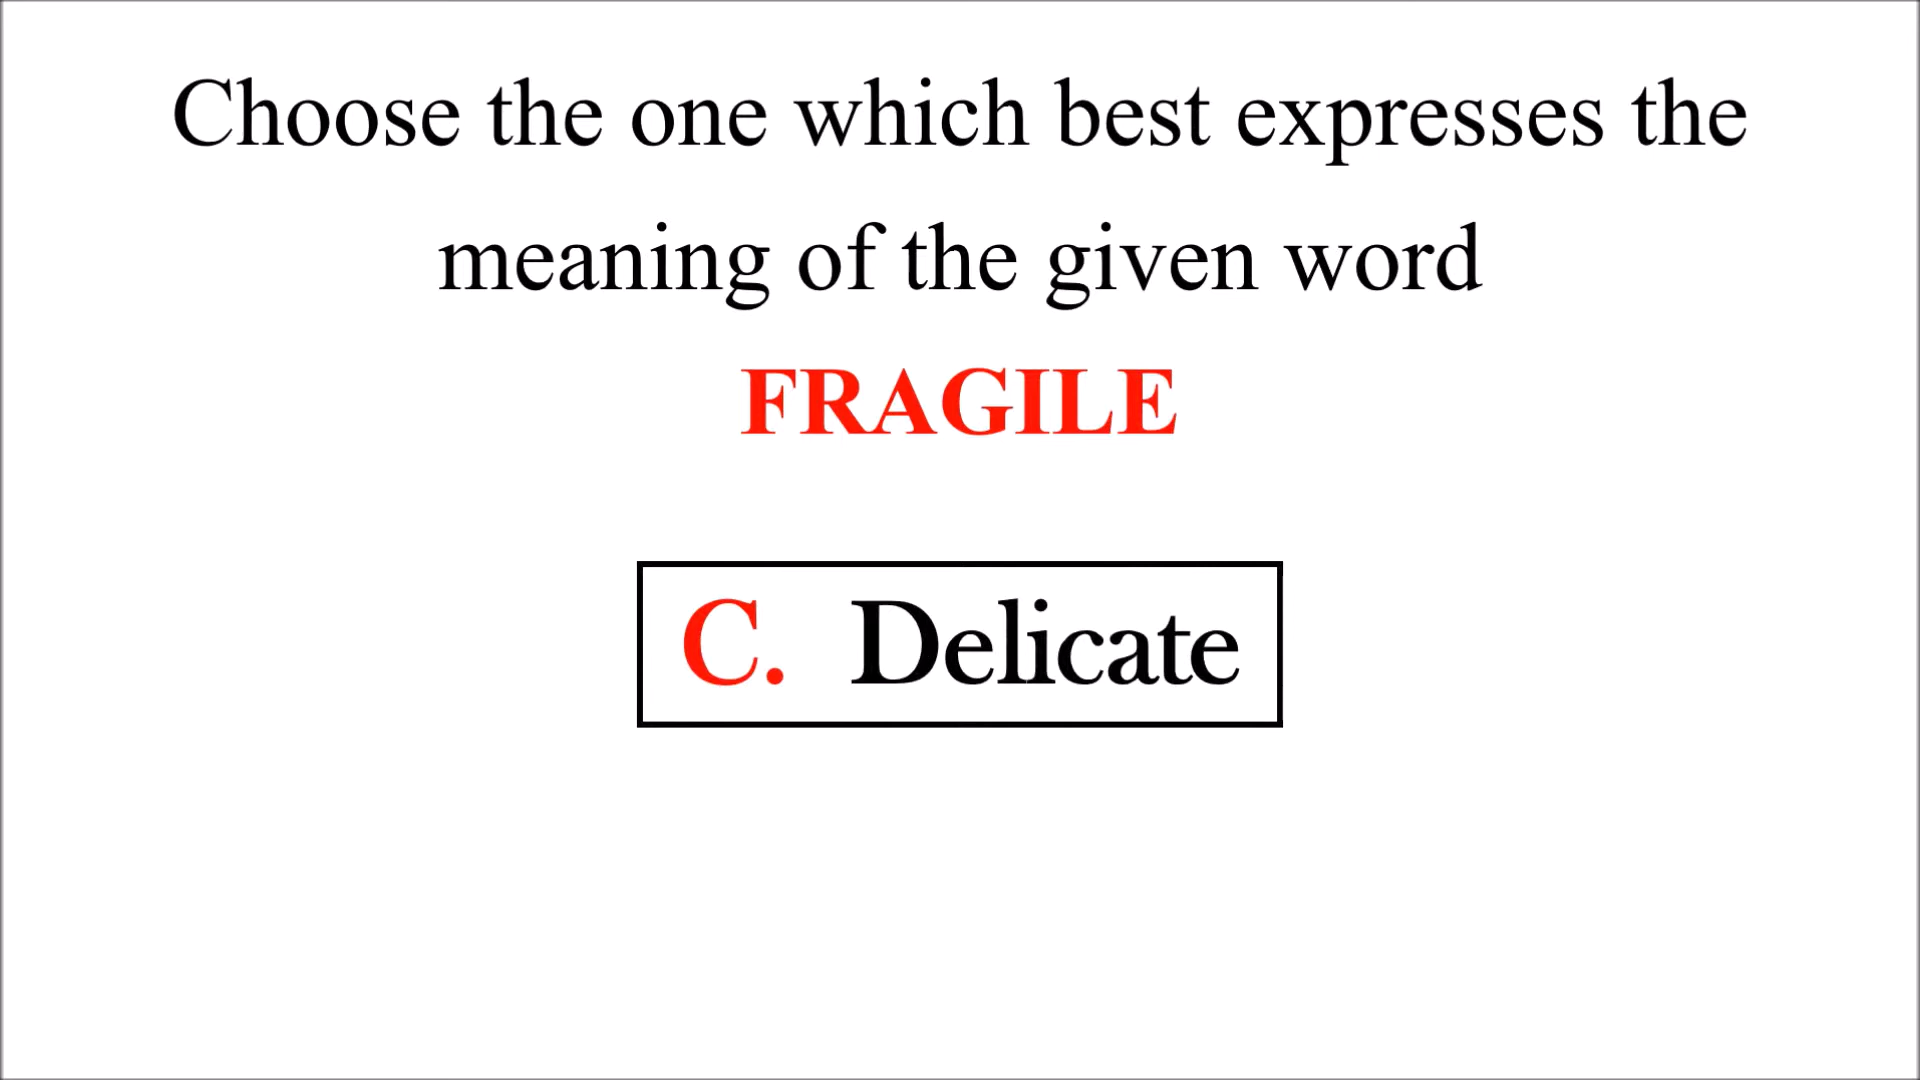 Choose the one which best expresses the
meaning of the given word
FRAGILE
C. Delicate